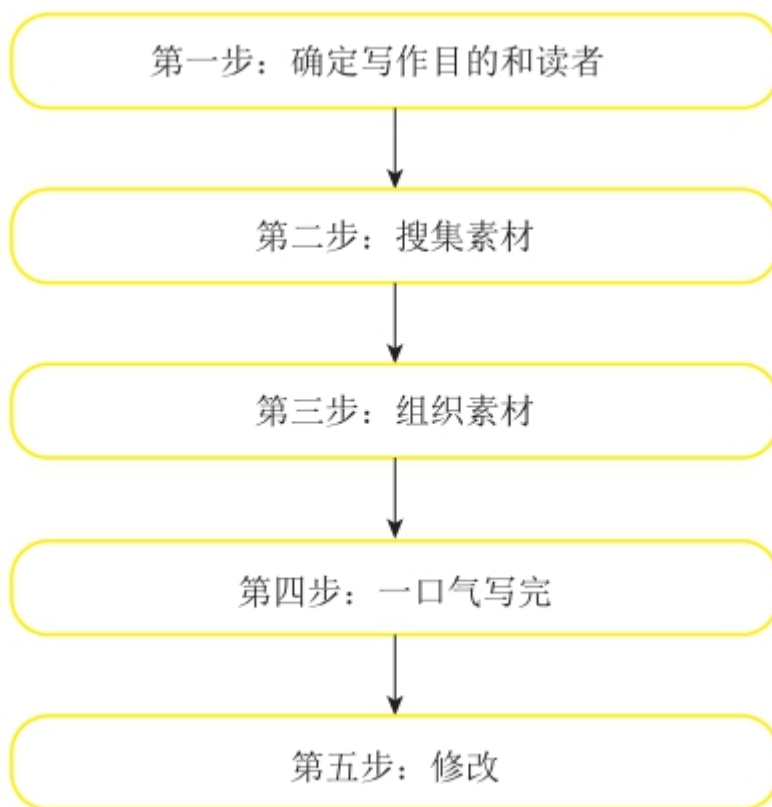 第一步：确定写作目的和读者
第二步：搜集素材
第三步：组织素材
第四步：一口气写完
第五步：修改